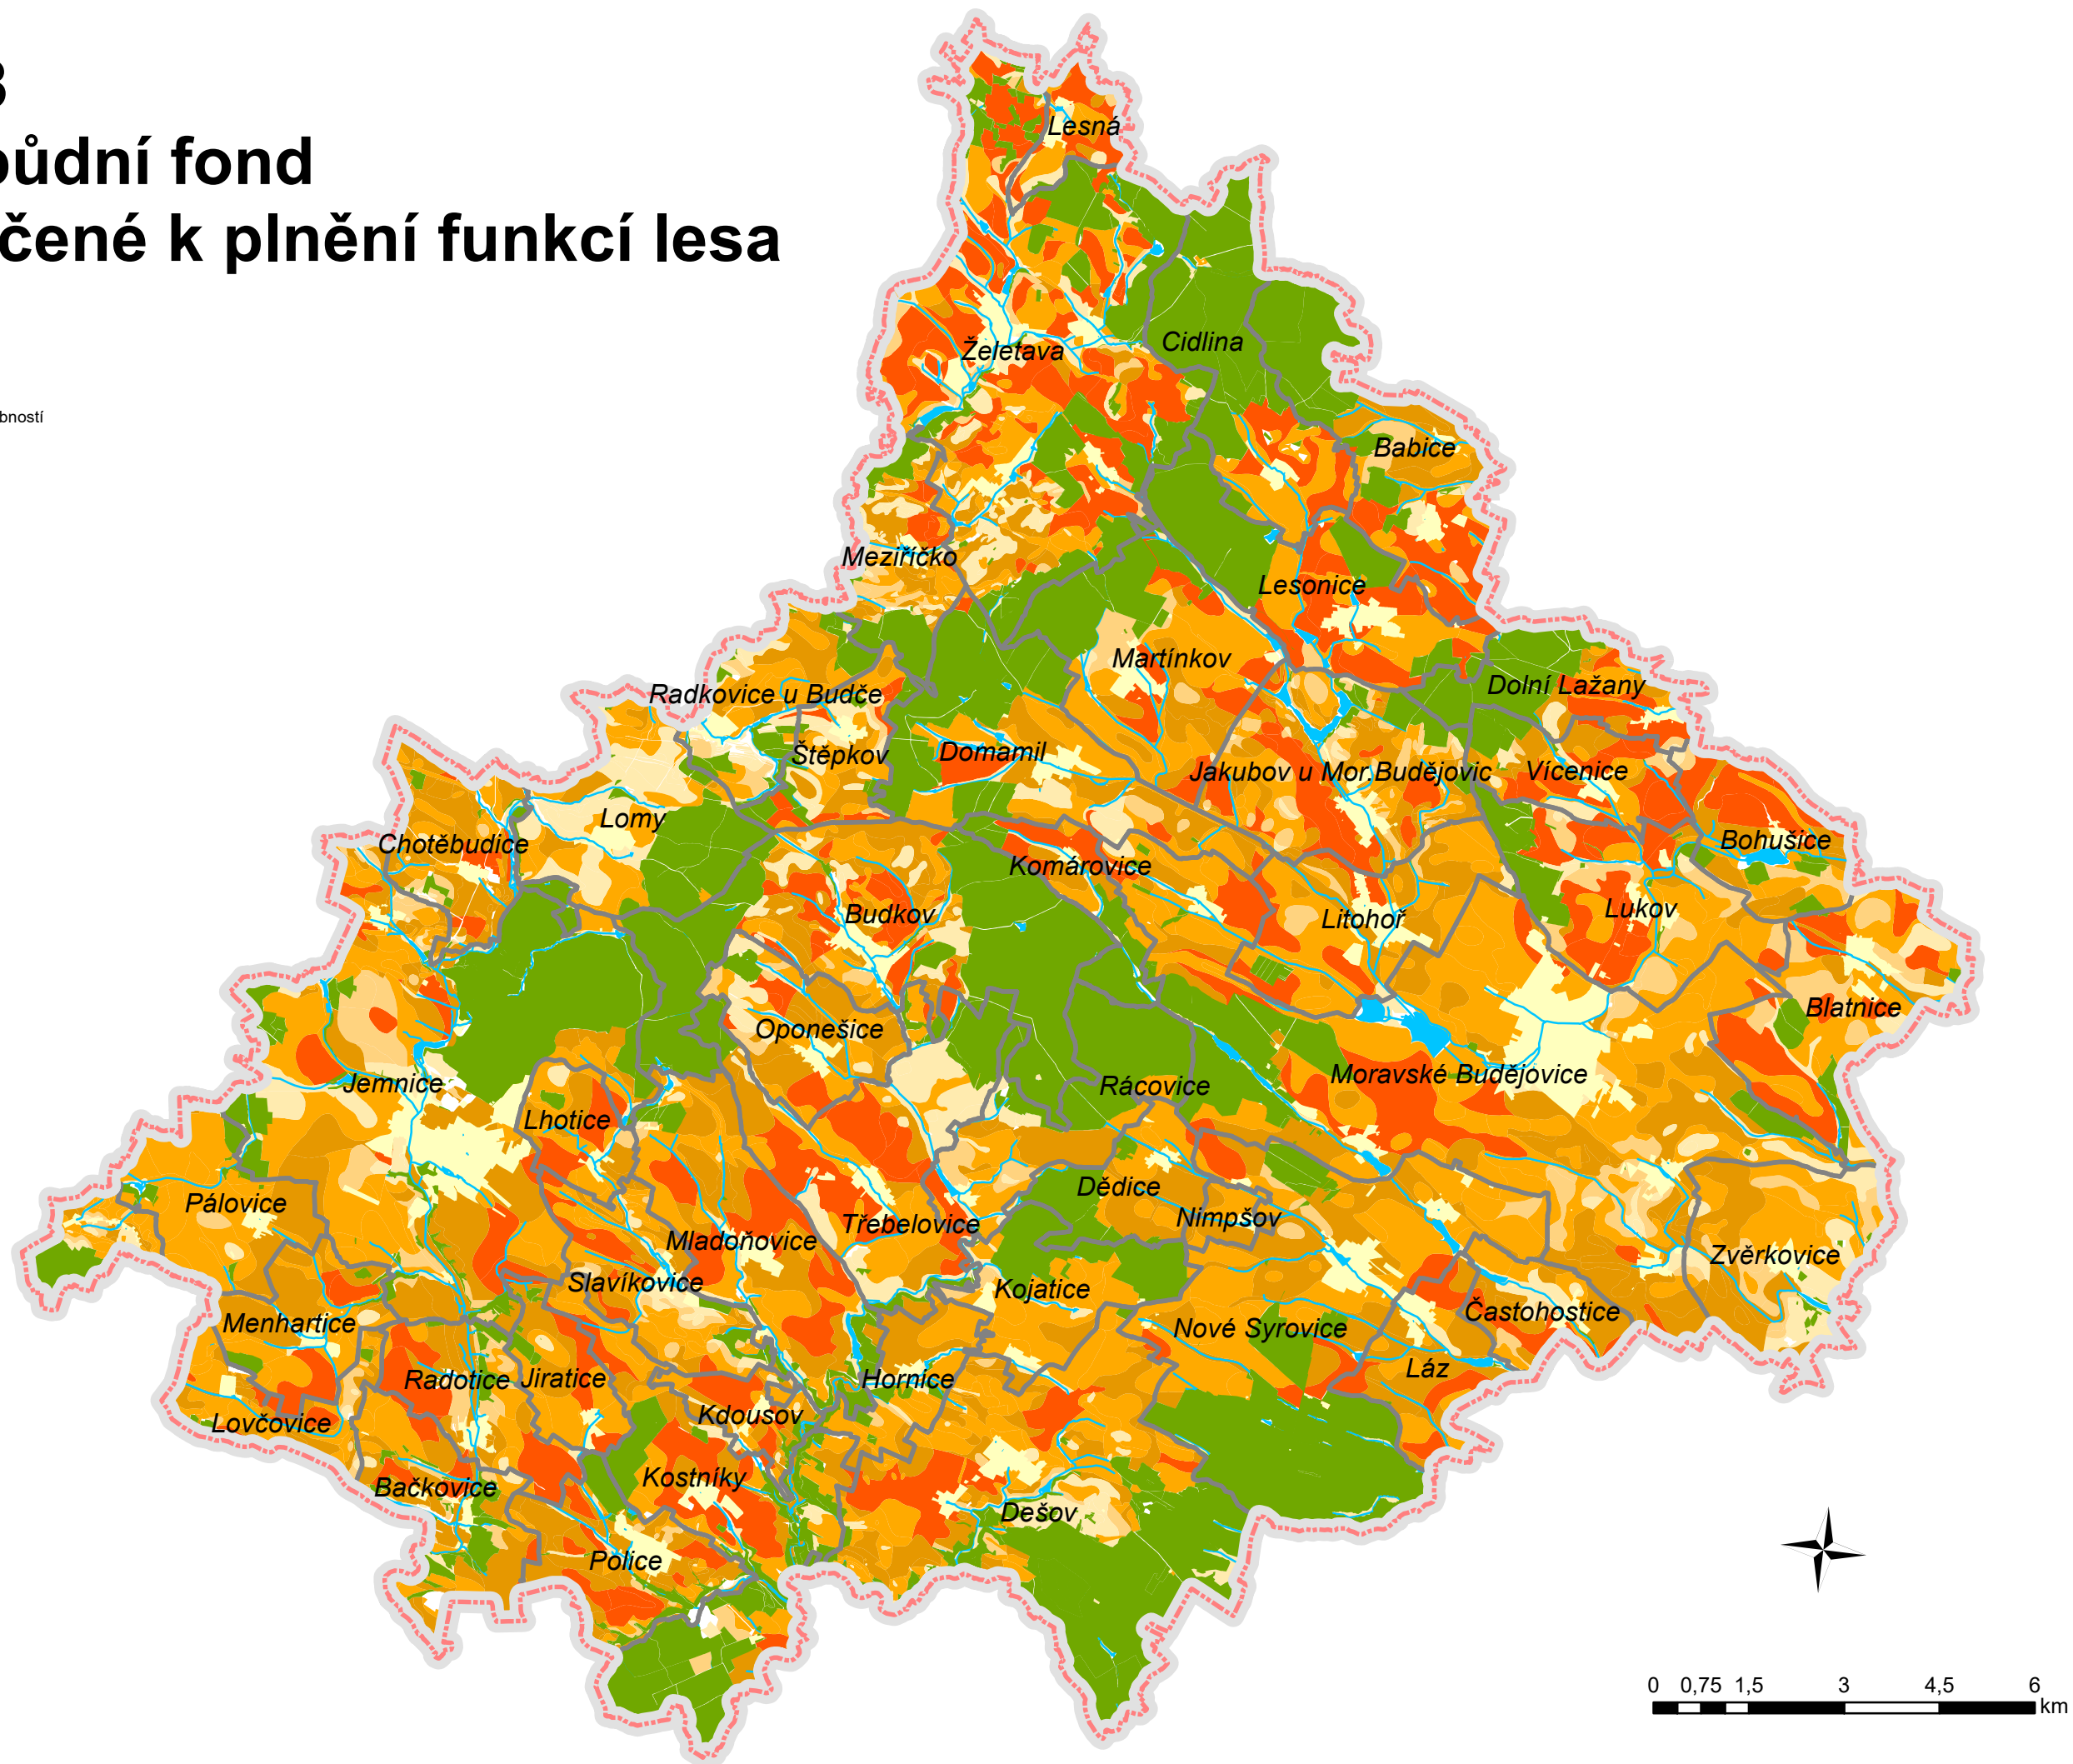 3
půdní fond
čené k plnění funkcí lesa
bností
Lesná
Želetava
Cidlina
Babice
Meziříčko
Lesonice
Martínkov
Dolní Lažany
Radkovice u Budče
Štěpkov
Domamil
Jakubov u Mor.Budějovic
Vícenice
Lomy
Chotěbudice
Bohušice
Komárovice
Budkov
Litohoř
Lukov
Blatnice
Oponešice
Jemnice
Rácovice
Moravské Budějovice
Lhotice
Dědice
Pálovice
Nimpšov
Třebelovice
Mladoňovice
Zvěrkovice
Slavíkovice
Kojatice
Častohostice
Menhartice
Nové Syrovice
Láz
Radotice
Jiratice
Hornice
Kdousov
Lovčovice
Kostníky
Bačkovice
Dešov
Police
0 0,75 1,5 3 4,5 6
km